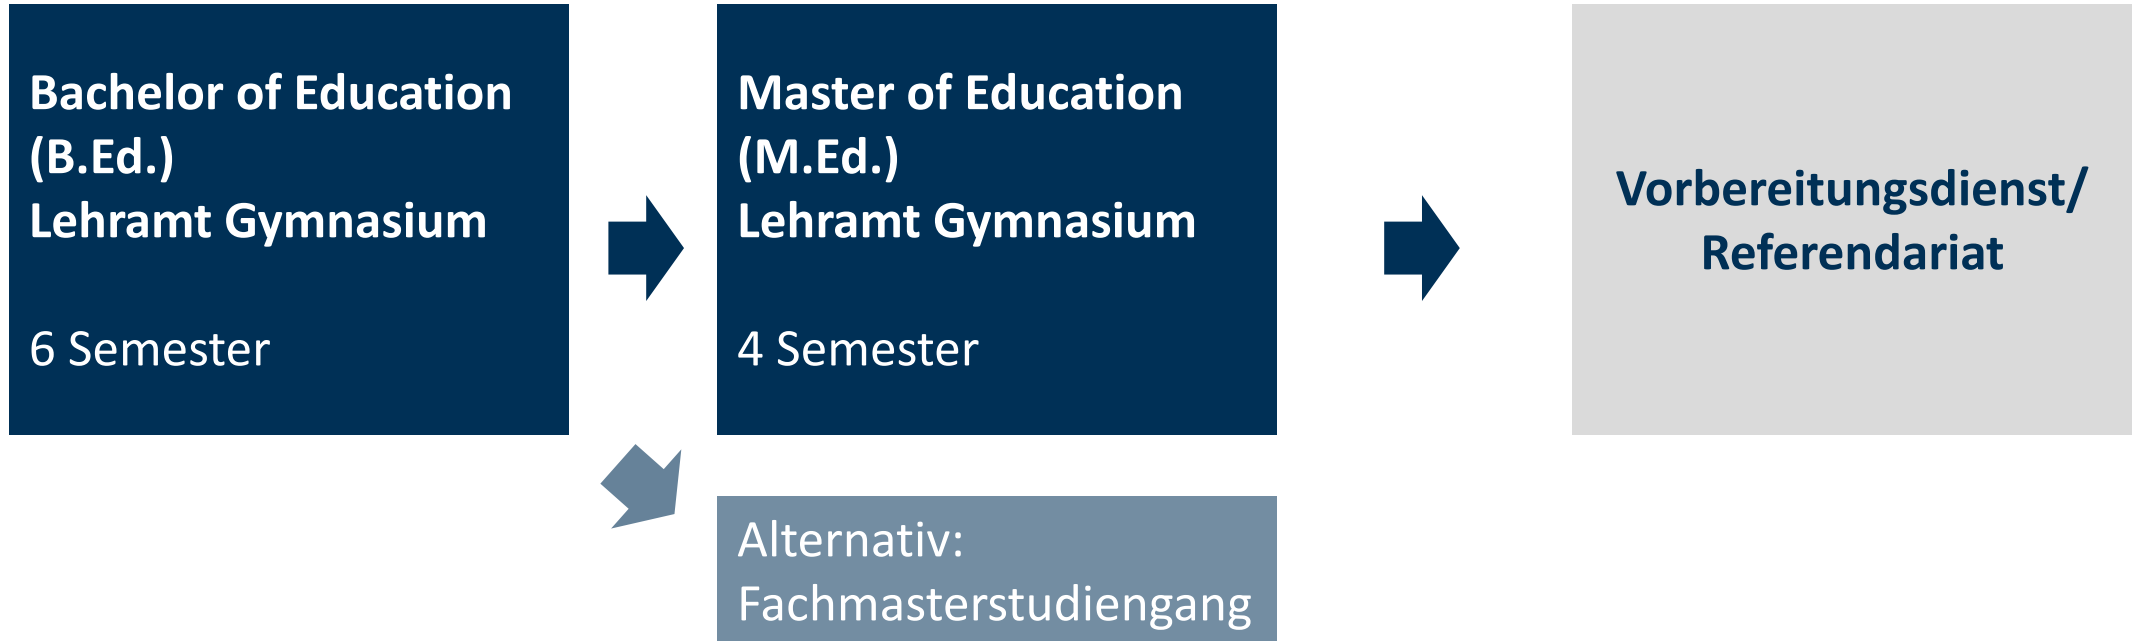 Bachelor of Education
(B.Ed.)
Lehramt Gymnasium
6 Semester
Master of Education
(M.Ed.)
Lehramt Gymnasium
4 Semester
Vorbereitungsdienst/
Referendariat
Alternativ:
Fachmasterstudiengang